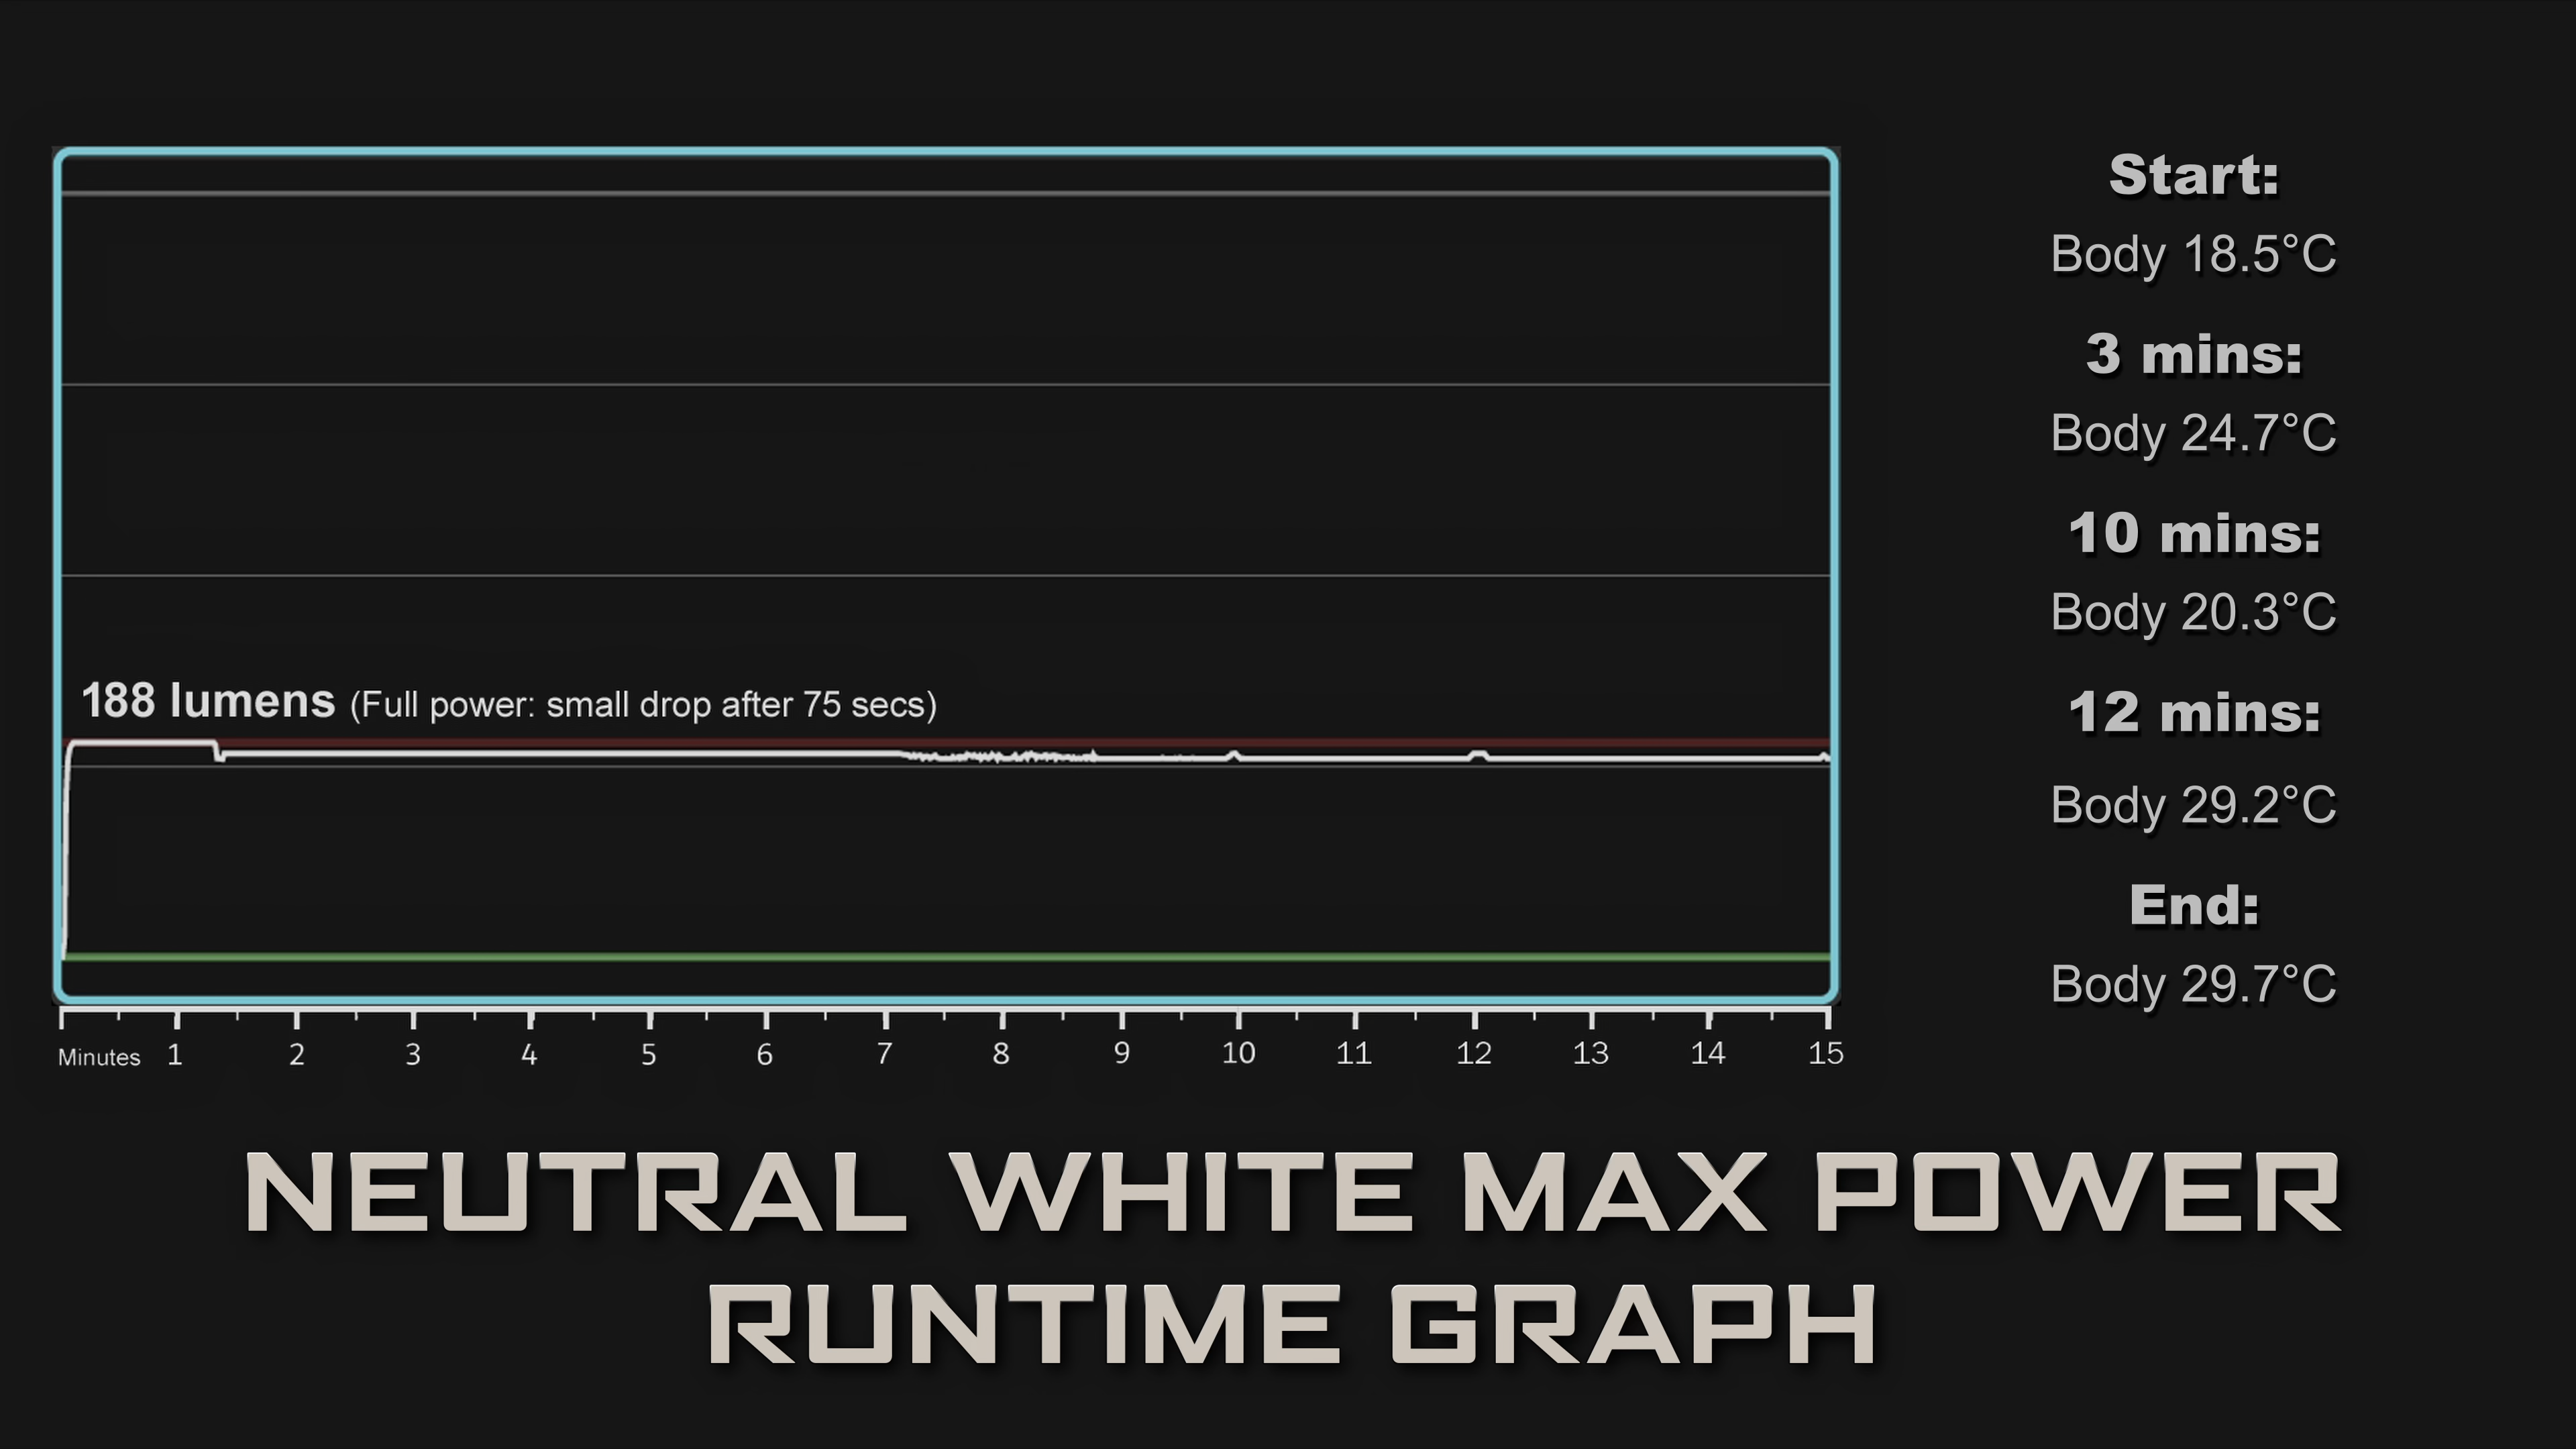 188 lumens (Full power: small drop after 75 secs)
Minutes 1 2 3 4 5 6 7 8 9 10 11 12 13 14 15
Start:
Body 18.5°C
3 mins:
Body 24.7°C
10 mins:
Body 20.3°C
12 mins:
Body 29.2°C
End:
Body 29.7°C
NEUTRAL WHITE MAX POWER
RUNTIME GRAPH